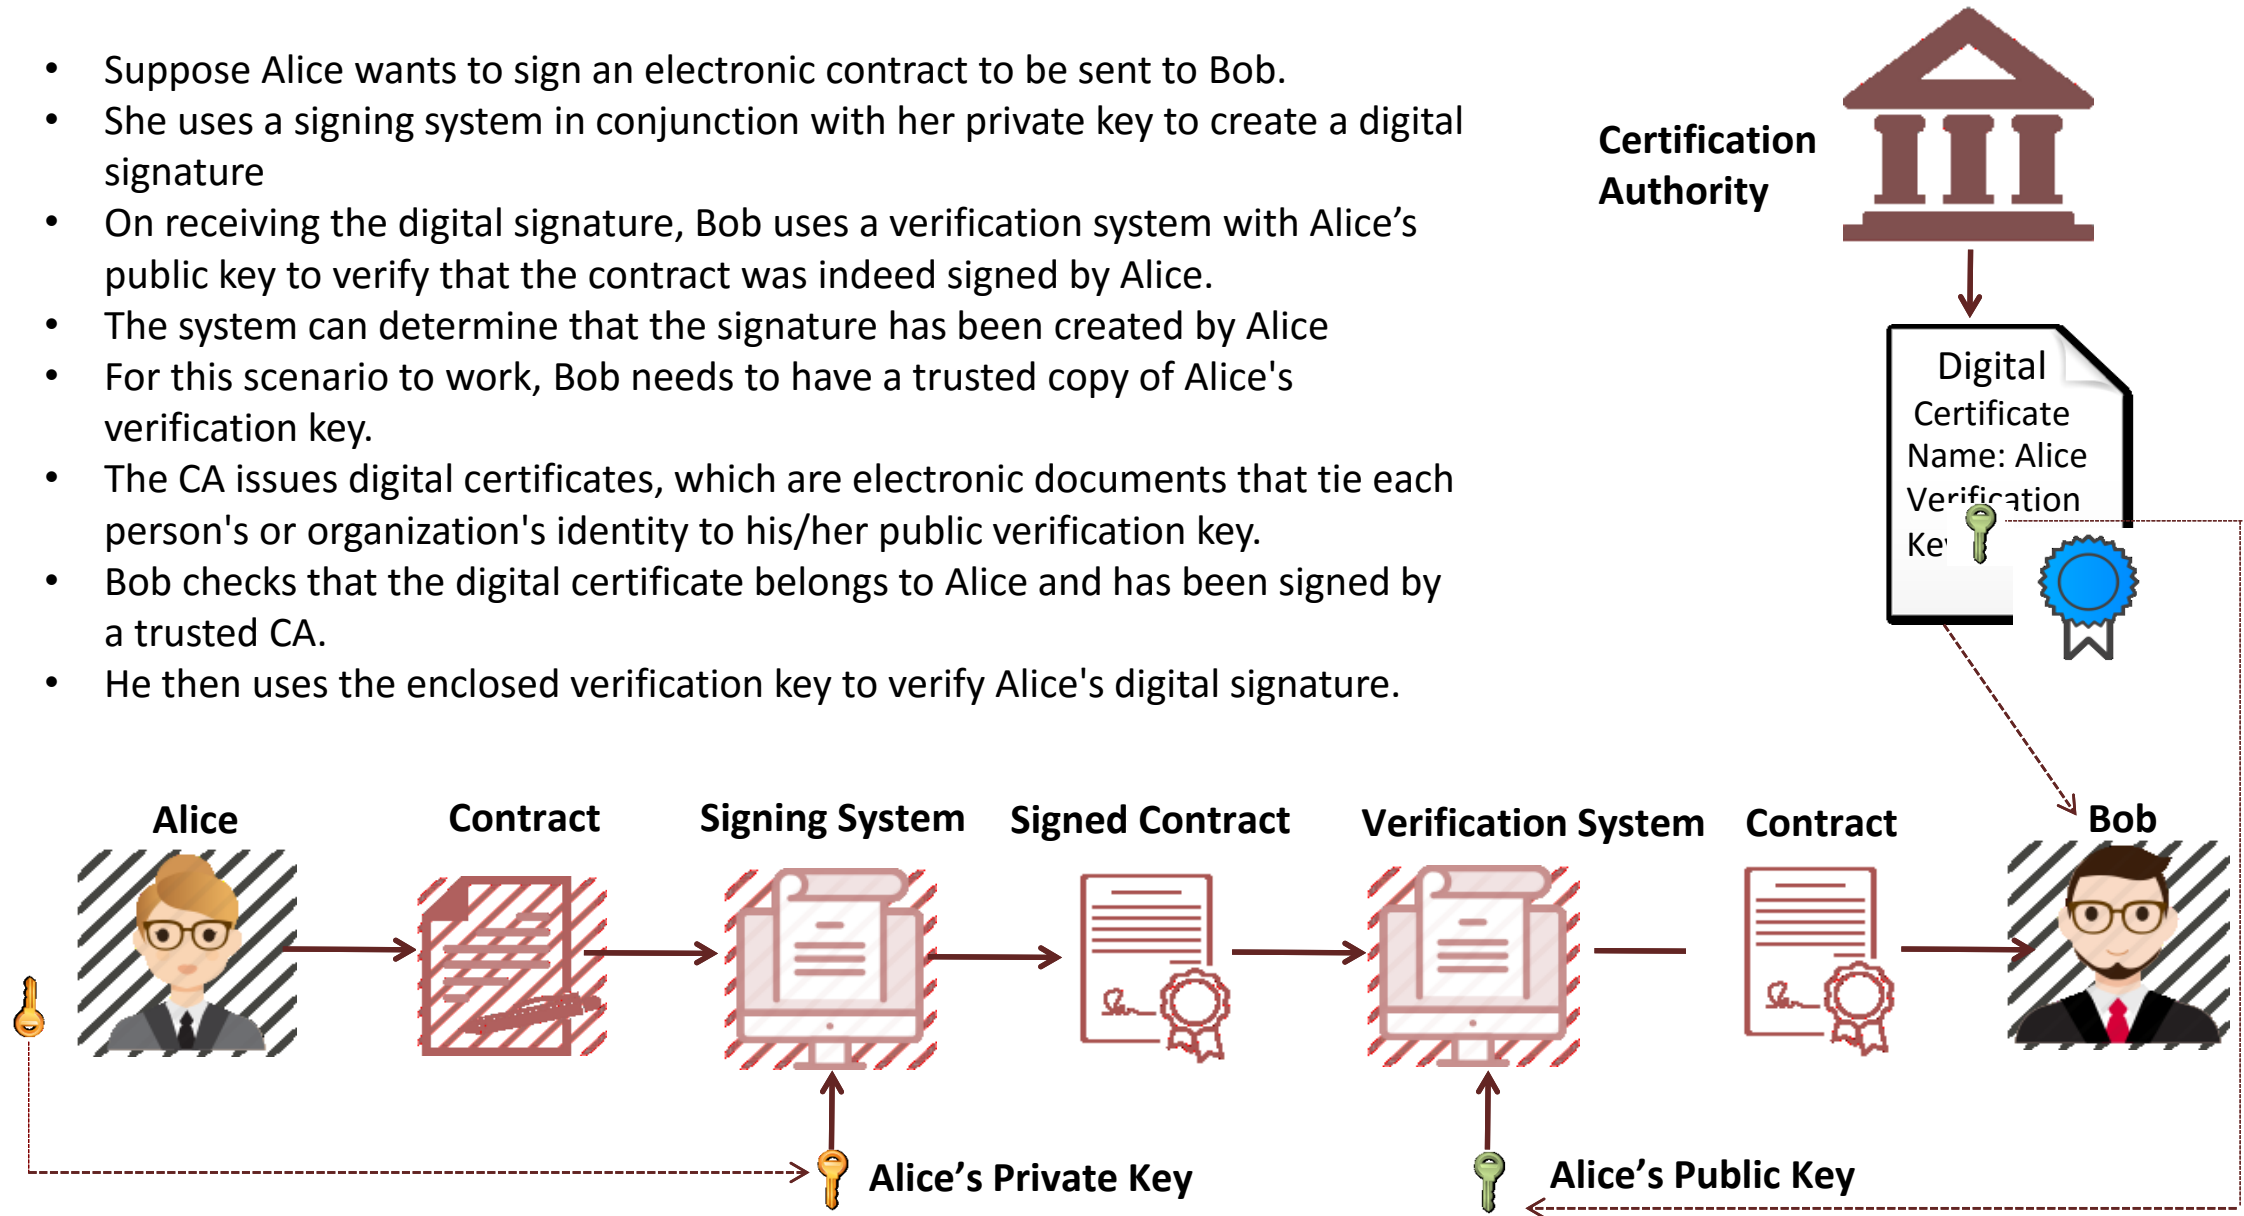 • Suppose Alice wants to sign an electronic contract to be sent to Bob.
• She uses a signing system in conjunction with her private key to create a digital
signature
• On receiving the digital signature, Bob uses a verification system with Alice’s
public key to verify that the contract was indeed signed by Alice.
• The system can determine that the signature has been created by Alice
• For this scenario to work, Bob needs to have a trusted copy of Alice's
verification key.
• The CA issues digital certificates, which are electronic documents that tie each
person's or organization's identity to his/her public verification key.
• Bob checks that the digital certificate belongs to Alice and has been signed by
a trusted CA.
• He then uses the enclosed verification key to verify Alice's digital signature.
Certification
Authority
Digital
Certificate
Name: Alice
Verification
Key
Alice
Contract
Signing System
Signed Contract
Verification System
Contract
Bob
Alice’s Private Key
Alice’s Public Key